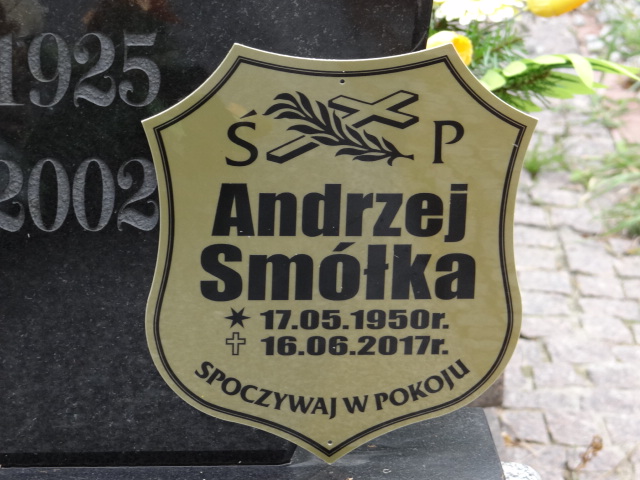 1925
2002
Ś P
Andrzej
Smółka
✶ 17.05.1950r.
✝ 16.06.2017r.
SPOCZYWAJ W POKOJU